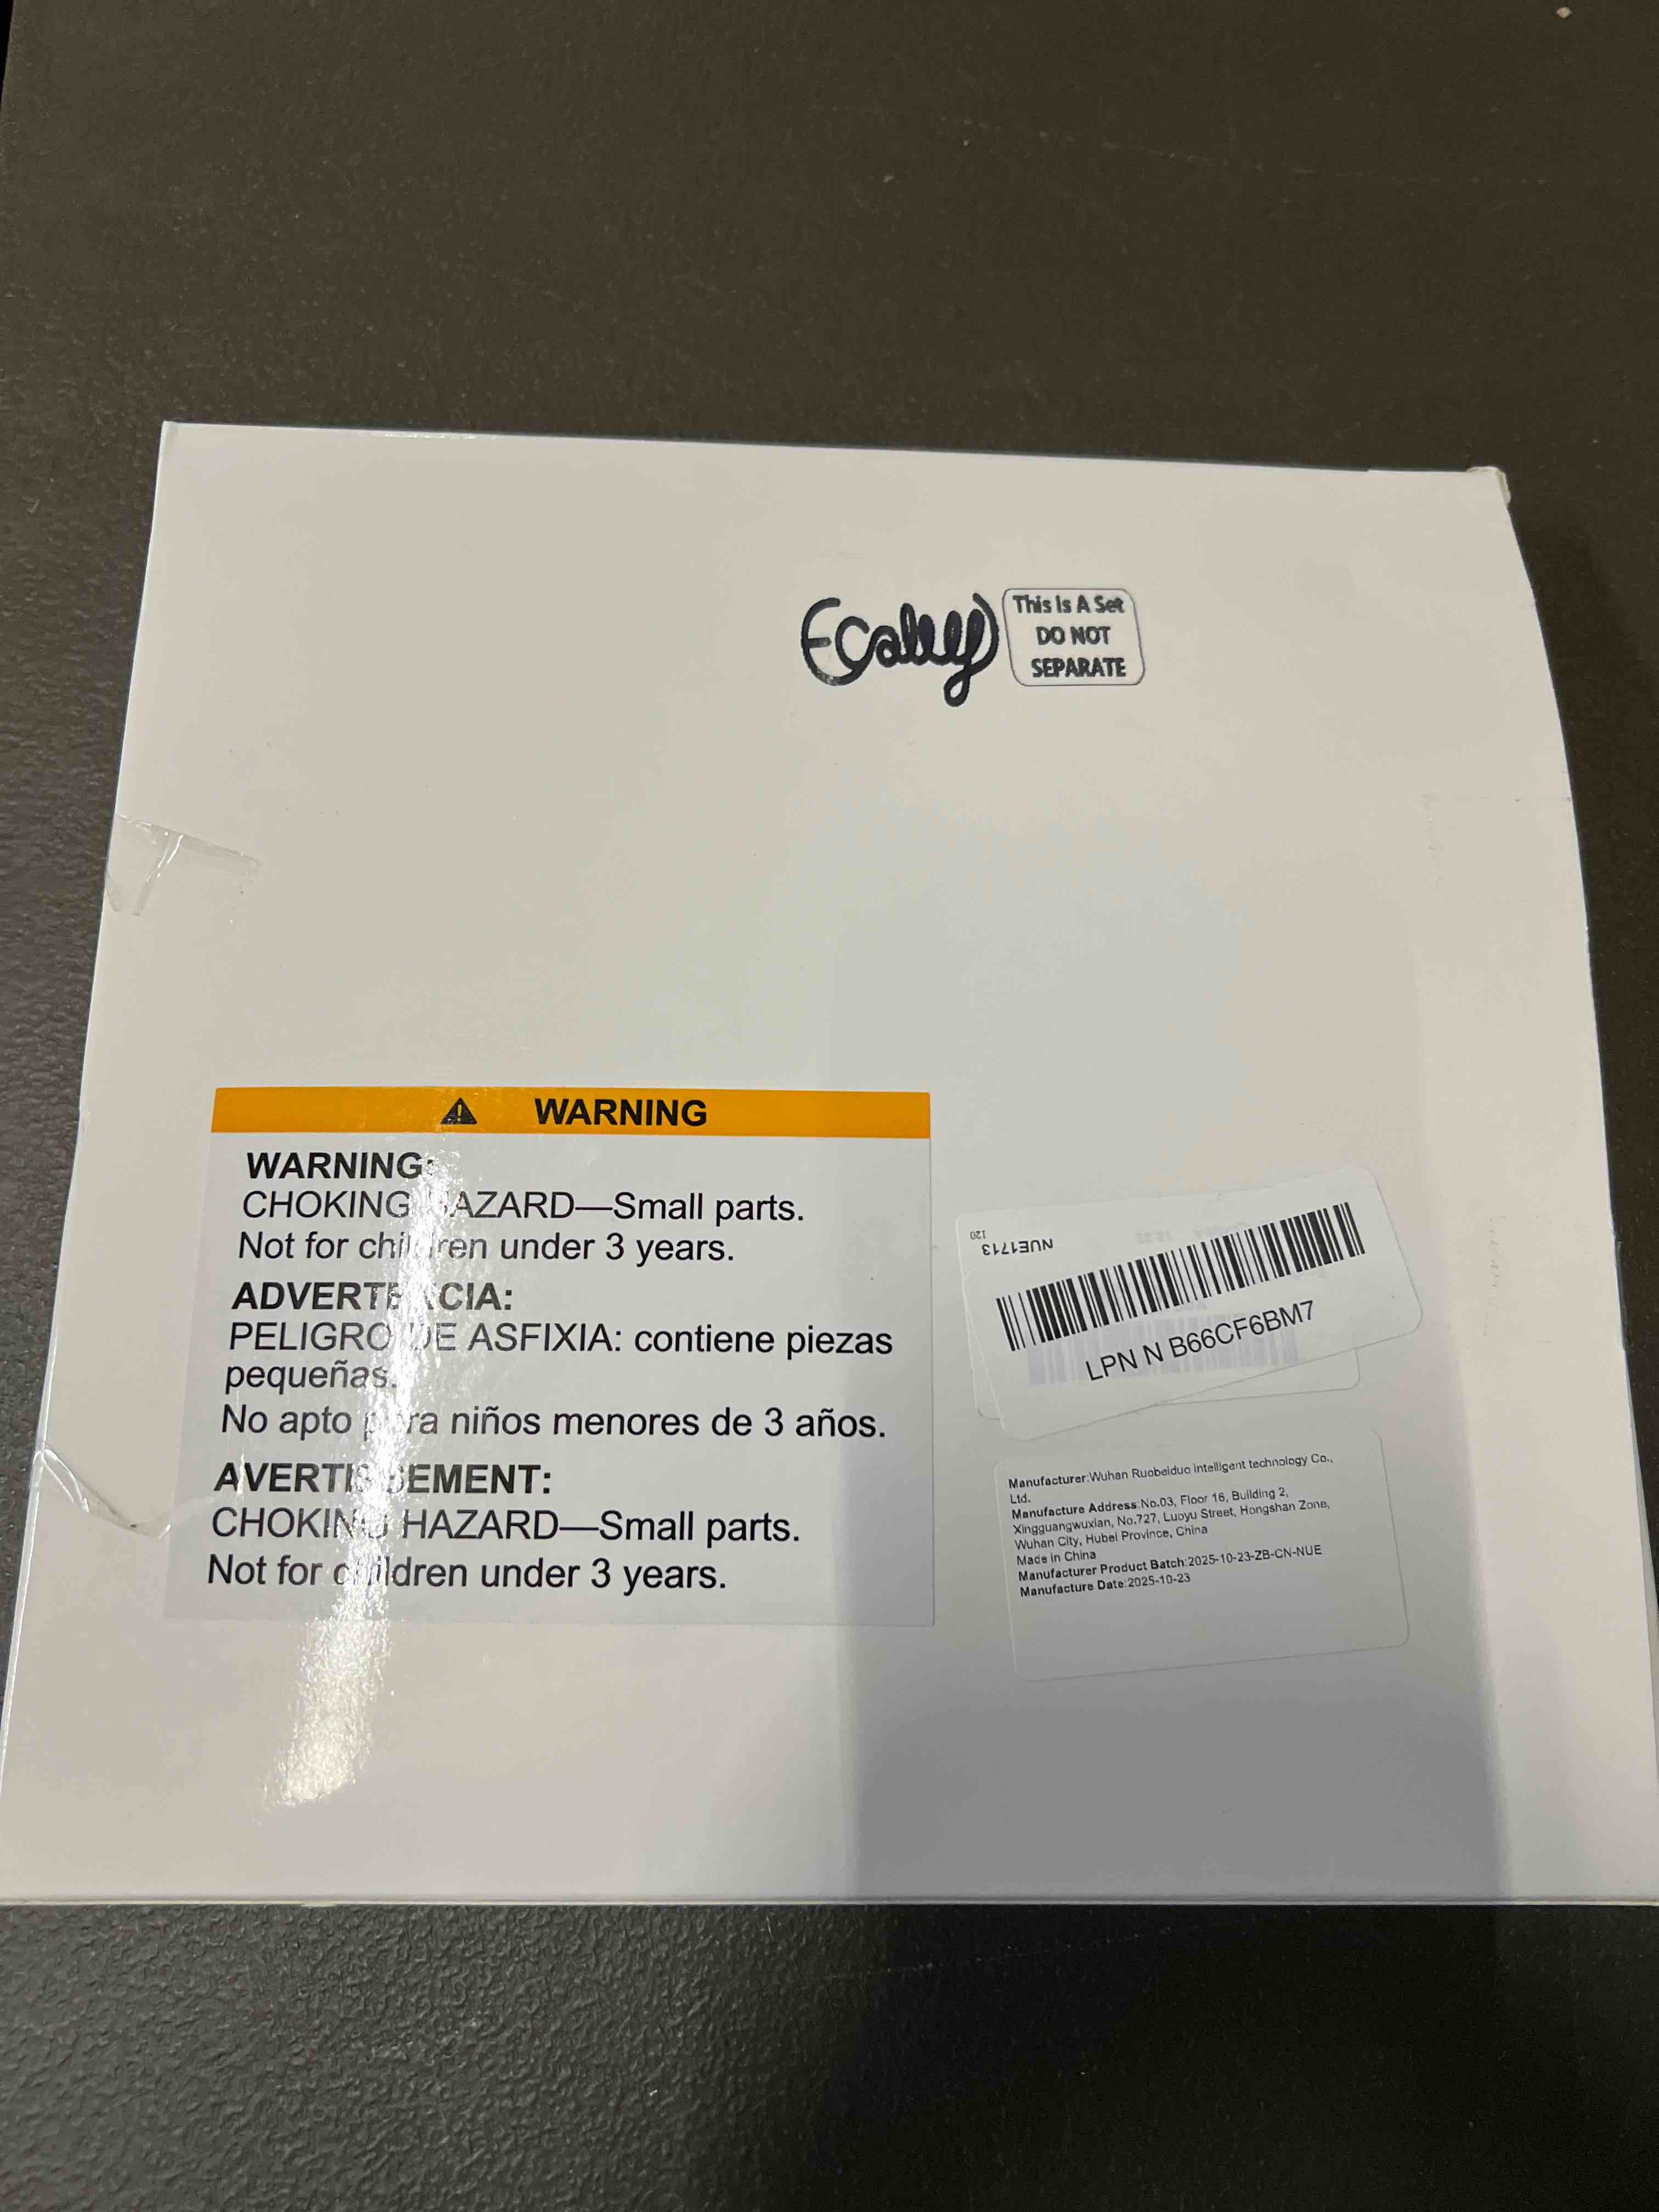 Ecally
This Is A Set
DO NOT
SEPARATE
WARNING
WARNING:
CHOKING HAZARD—Small parts.
Not for children under 3 years.
ADVERTENCIA:
PELIGRO DE ASFIXIA: contiene piezas
pequeñas.
No apto para niños menores de 3 años.
AVERTISSEMENT:
CHOKING HAZARD—Small parts.
Not for children under 3 years.
NUE1713
120
LPN N B66CF6BM7
Manufacturer:Wuhan Ruobeiduo intelligent technology Co.,
Ltd.
Manufacture Address:No.03, Floor 16, Building 2,
Xingguangwuxian, No.727, Luoyu Street, Hongshan Zone,
Wuhan City, Hubei Province, China
Made in China
Manufacturer Product Batch:2025-10-23-ZB-CN-NUE
Manufacture Date:2025-10-23